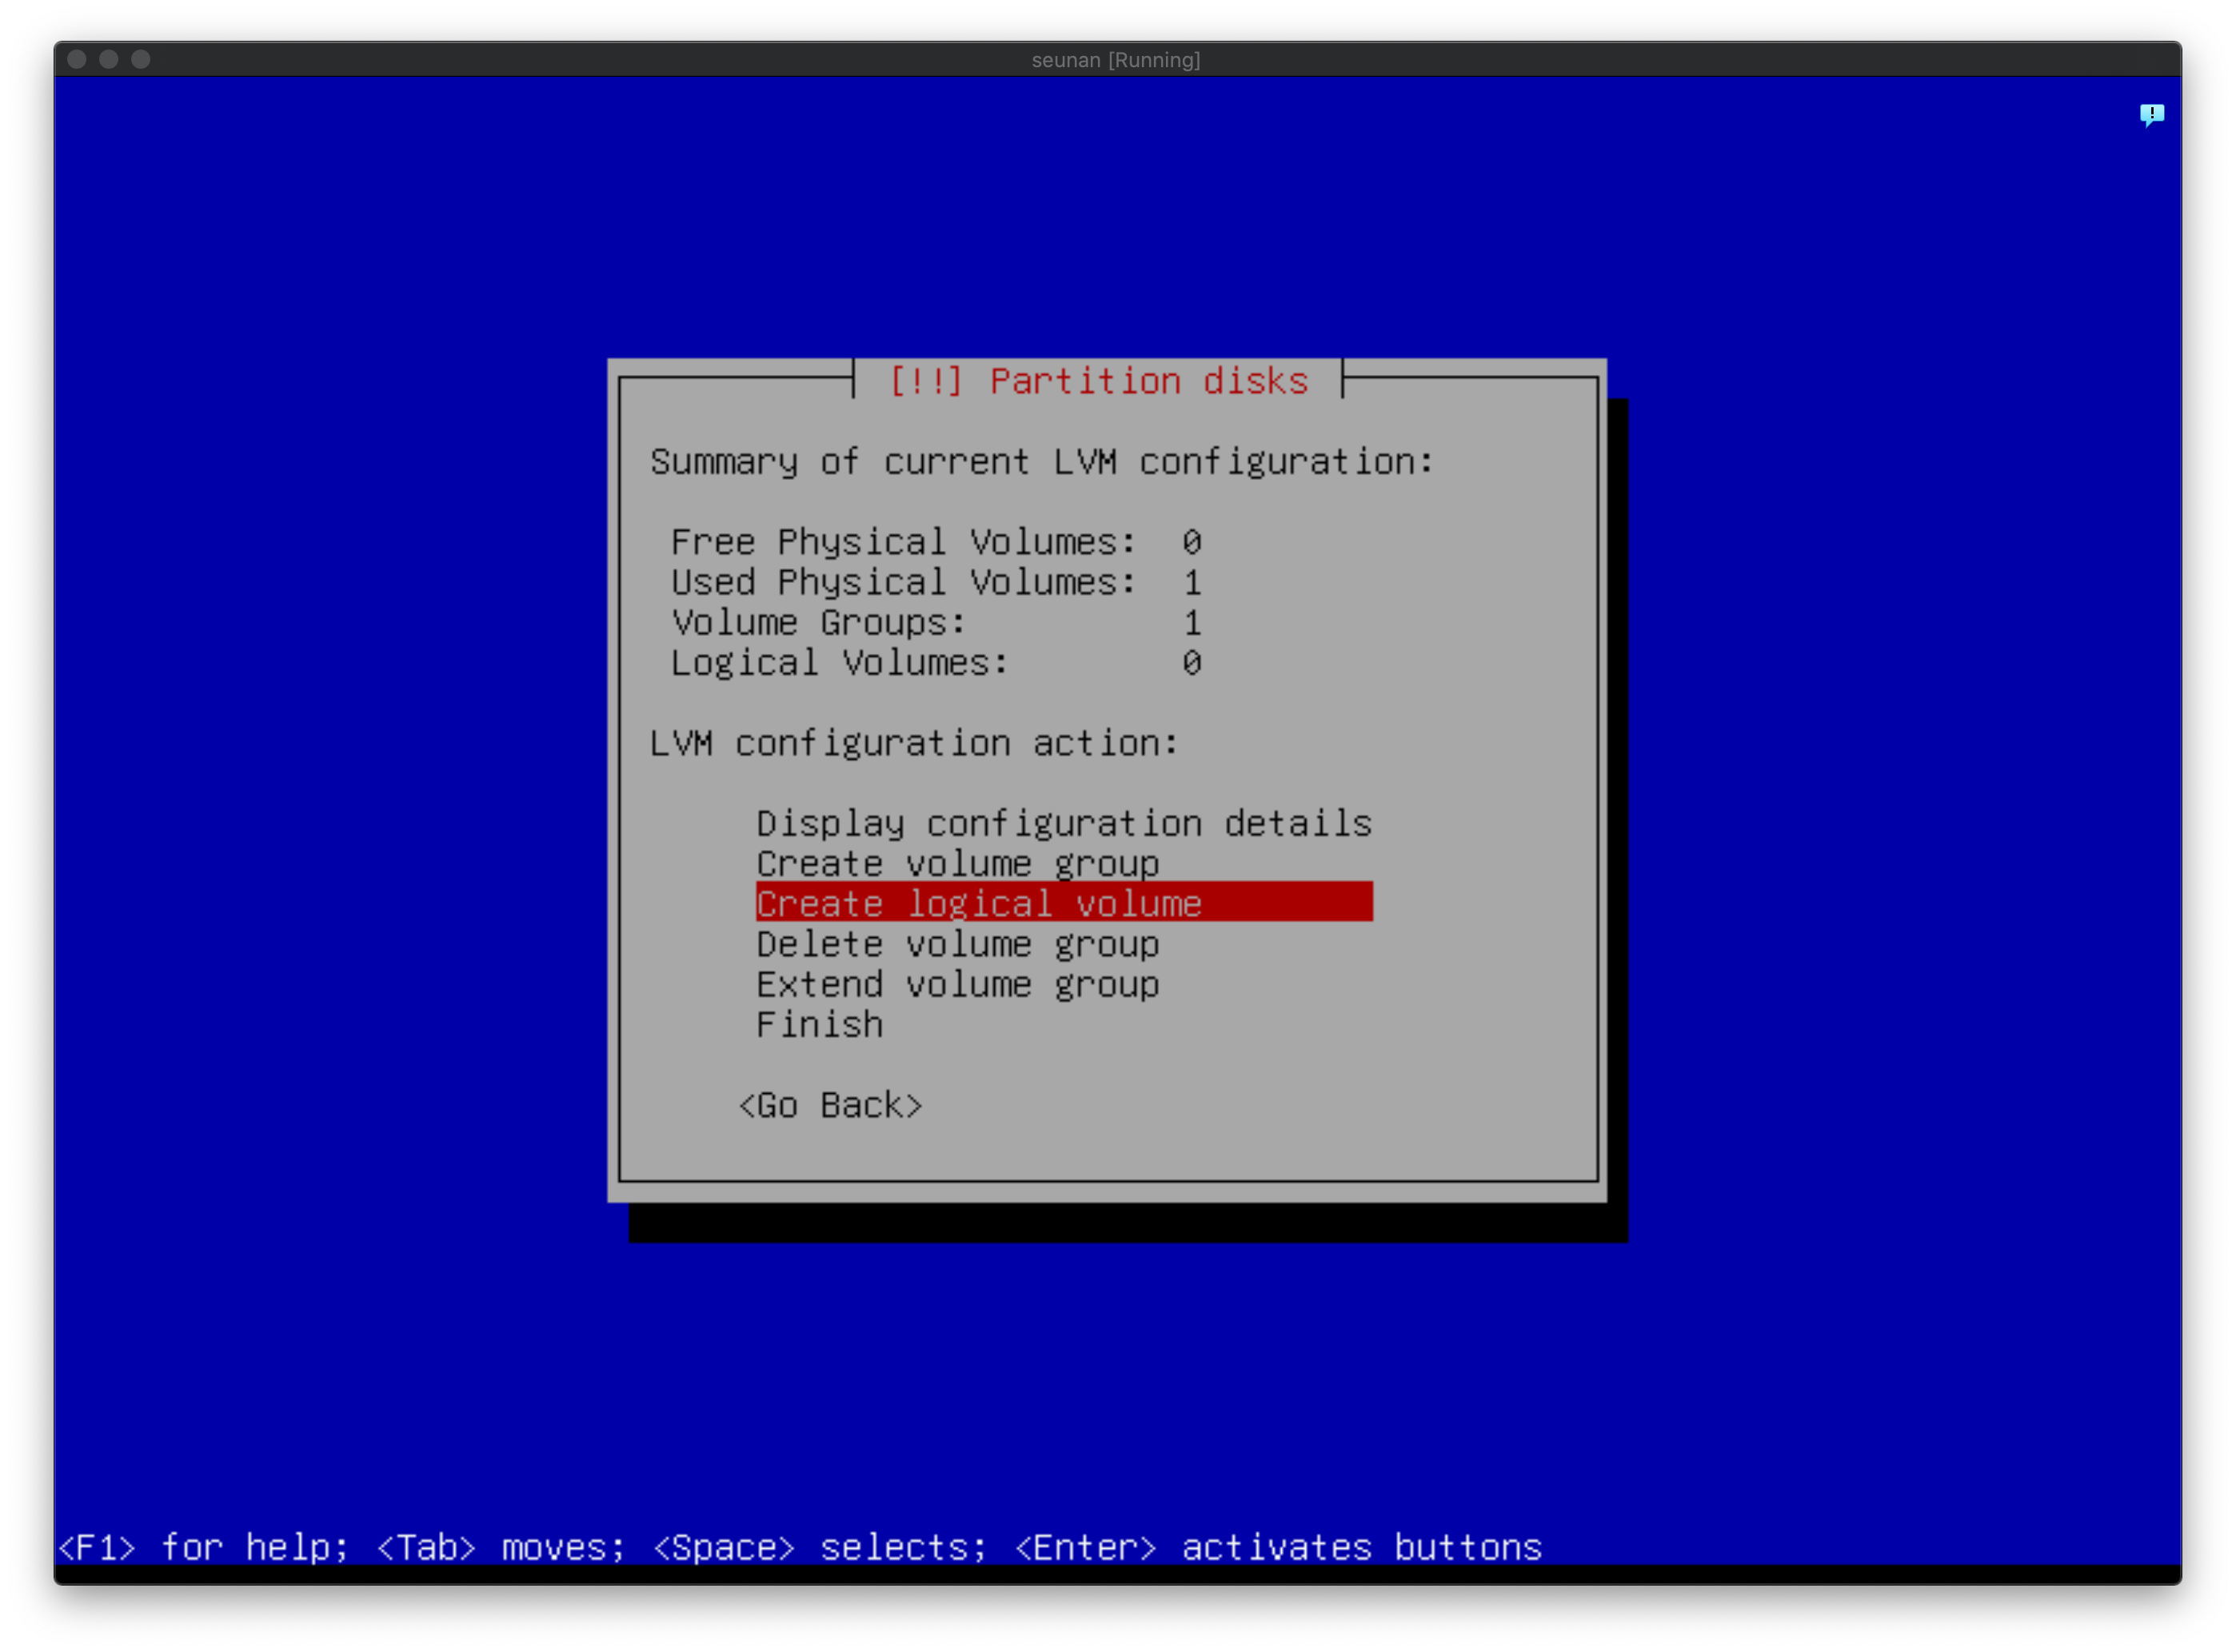 seunan [Running]
[!!] Partition disks
Summary of current LVM configuration:
Free Physical Volumes: 0
Used Physical Volumes: 1
Volume Groups: 1
Logical Volumes: 0
LVM configuration action:
Display configuration details
Create volume group
Create logical volume
Delete volume group
Extend volume group
Finish
<Go Back>
<F1> for help; <Tab> moves; <Space> selects; <Enter> activates buttons